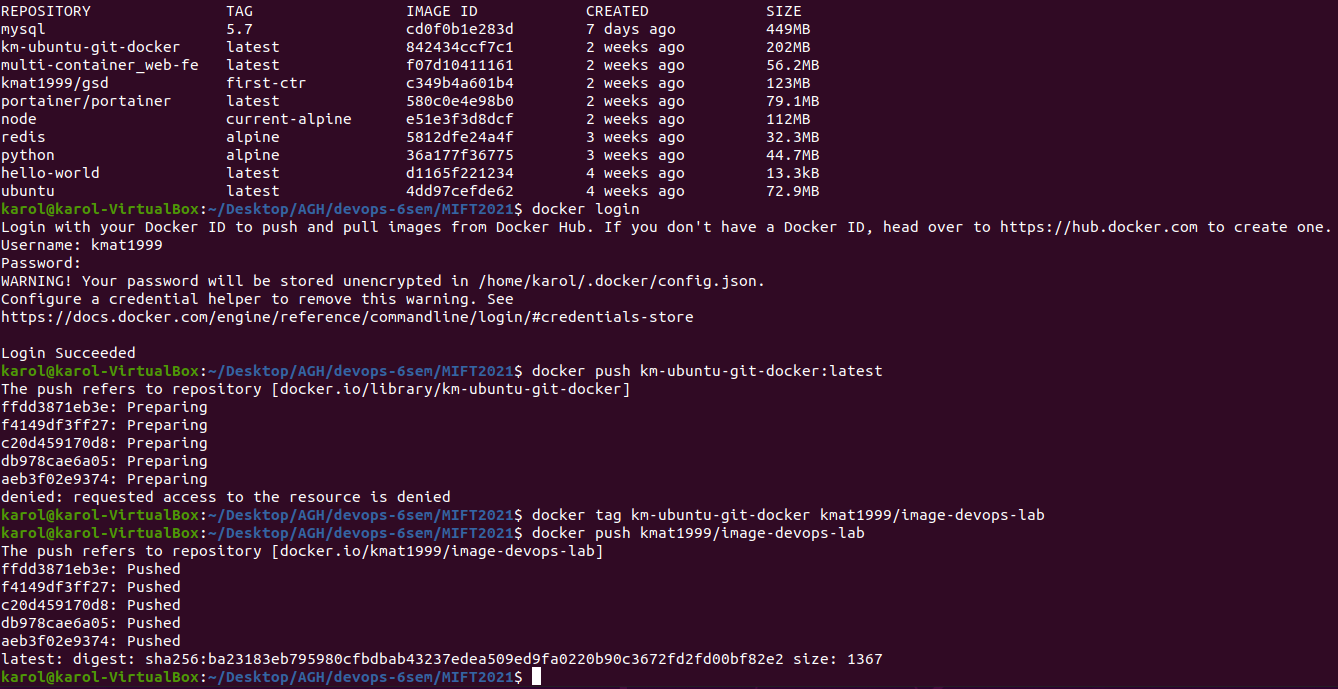 REPOSITORY TAG IMAGE ID CREATED SIZE
mysql 5.7 cd0f0b1e283d 7 days ago 449MB
km-ubuntu-git-docker latest 842434ccf7c1 2 weeks ago 202MB
multi-container_web-fe latest f07d10411161 2 weeks ago 56.2MB
kmat1999/gsd first-ctr c349b4a601b4 2 weeks ago 123MB
portainer/portainer latest 580c0e4e98b0 2 weeks ago 79.1MB
node current-alpine e51e3f3d8dcf 2 weeks ago 112MB
redis alpine 5812dfe24a4f 3 weeks ago 32.3MB
python alpine 36a177f36775 3 weeks ago 44.7MB
hello-world latest d1165f221234 4 weeks ago 13.3kB
ubuntu latest 4dd97cefde62 4 weeks ago 72.9MB
karol@karol-VirtualBox:~/Desktop/AGH/devops-6sem/MIFT2021$ docker login
Login with your Docker ID to push and pull images from Docker Hub. If you don't have a Docker ID, head over to https://hub.docker.com to create one.
Username: kmat1999
Password:
WARNING! Your password will be stored unencrypted in /home/karol/.docker/config.json.
Configure a credential helper to remove this warning. See
https://docs.docker.com/engine/reference/commandline/login/#credentials-store
Login Succeeded
karol@karol-VirtualBox:~/Desktop/AGH/devops-6sem/MIFT2021$ docker push km-ubuntu-git-docker:latest
The push refers to repository [docker.io/library/km-ubuntu-git-docker]
ffdd3871eb3e: Preparing
f4149df3ff27: Preparing
c20d459170d8: Preparing
db978cae6a05: Preparing
aeb3f02e9374: Preparing
denied: requested access to the resource is denied
karol@karol-VirtualBox:~/Desktop/AGH/devops-6sem/MIFT2021$ docker tag km-ubuntu-git-docker kmat1999/image-devops-lab
karol@karol-VirtualBox:~/Desktop/AGH/devops-6sem/MIFT2021$ docker push kmat1999/image-devops-lab
The push refers to repository [docker.io/kmat1999/image-devops-lab]
ffdd3871eb3e: Pushed
f4149df3ff27: Pushed
c20d459170d8: Pushed
db978cae6a05: Pushed
aeb3f02e9374: Pushed
latest: digest: sha256:ba23183eb795980cfbdbab43237edea509ed9fa0220b90c3672fd2fd00bf82e2 size: 1367
karol@karol-VirtualBox:~/Desktop/AGH/devops-6sem/MIFT2021$